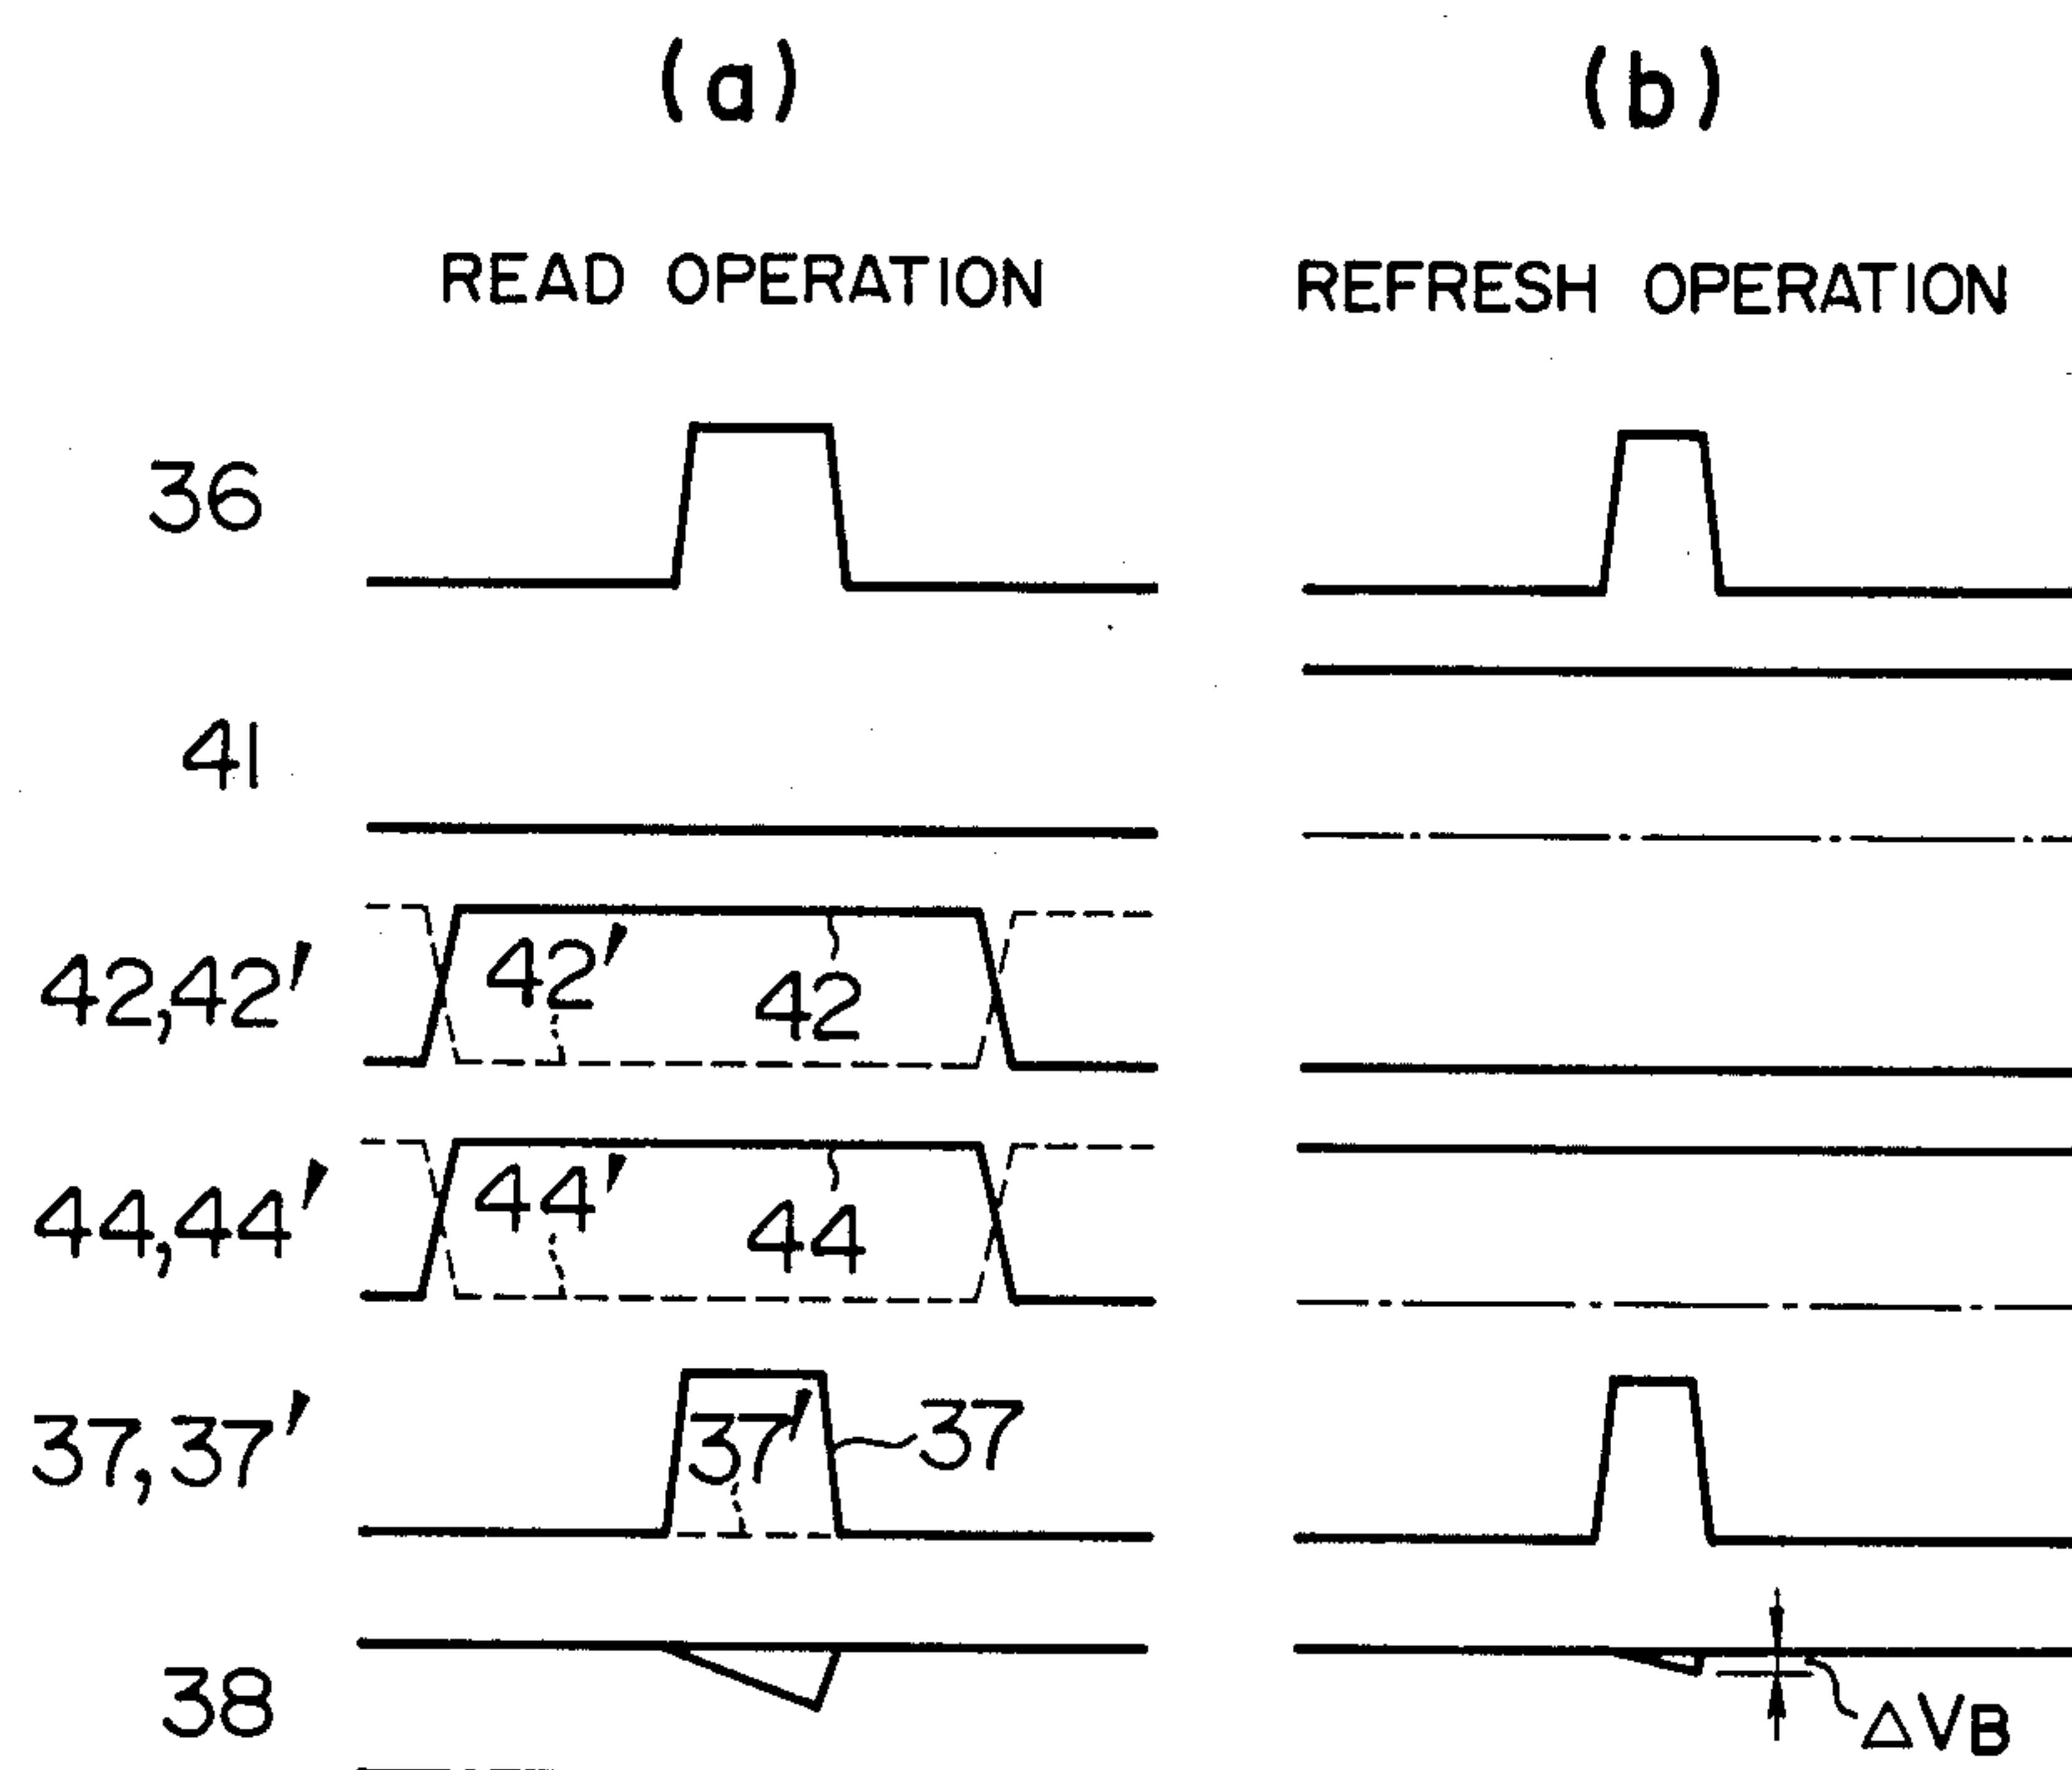 (a) (b)
READ OPERATION REFRESH OPERATION
36
41
42,42' 42' 42
44,44' 44' 44
37,37' 37' 37
38 ΔVB